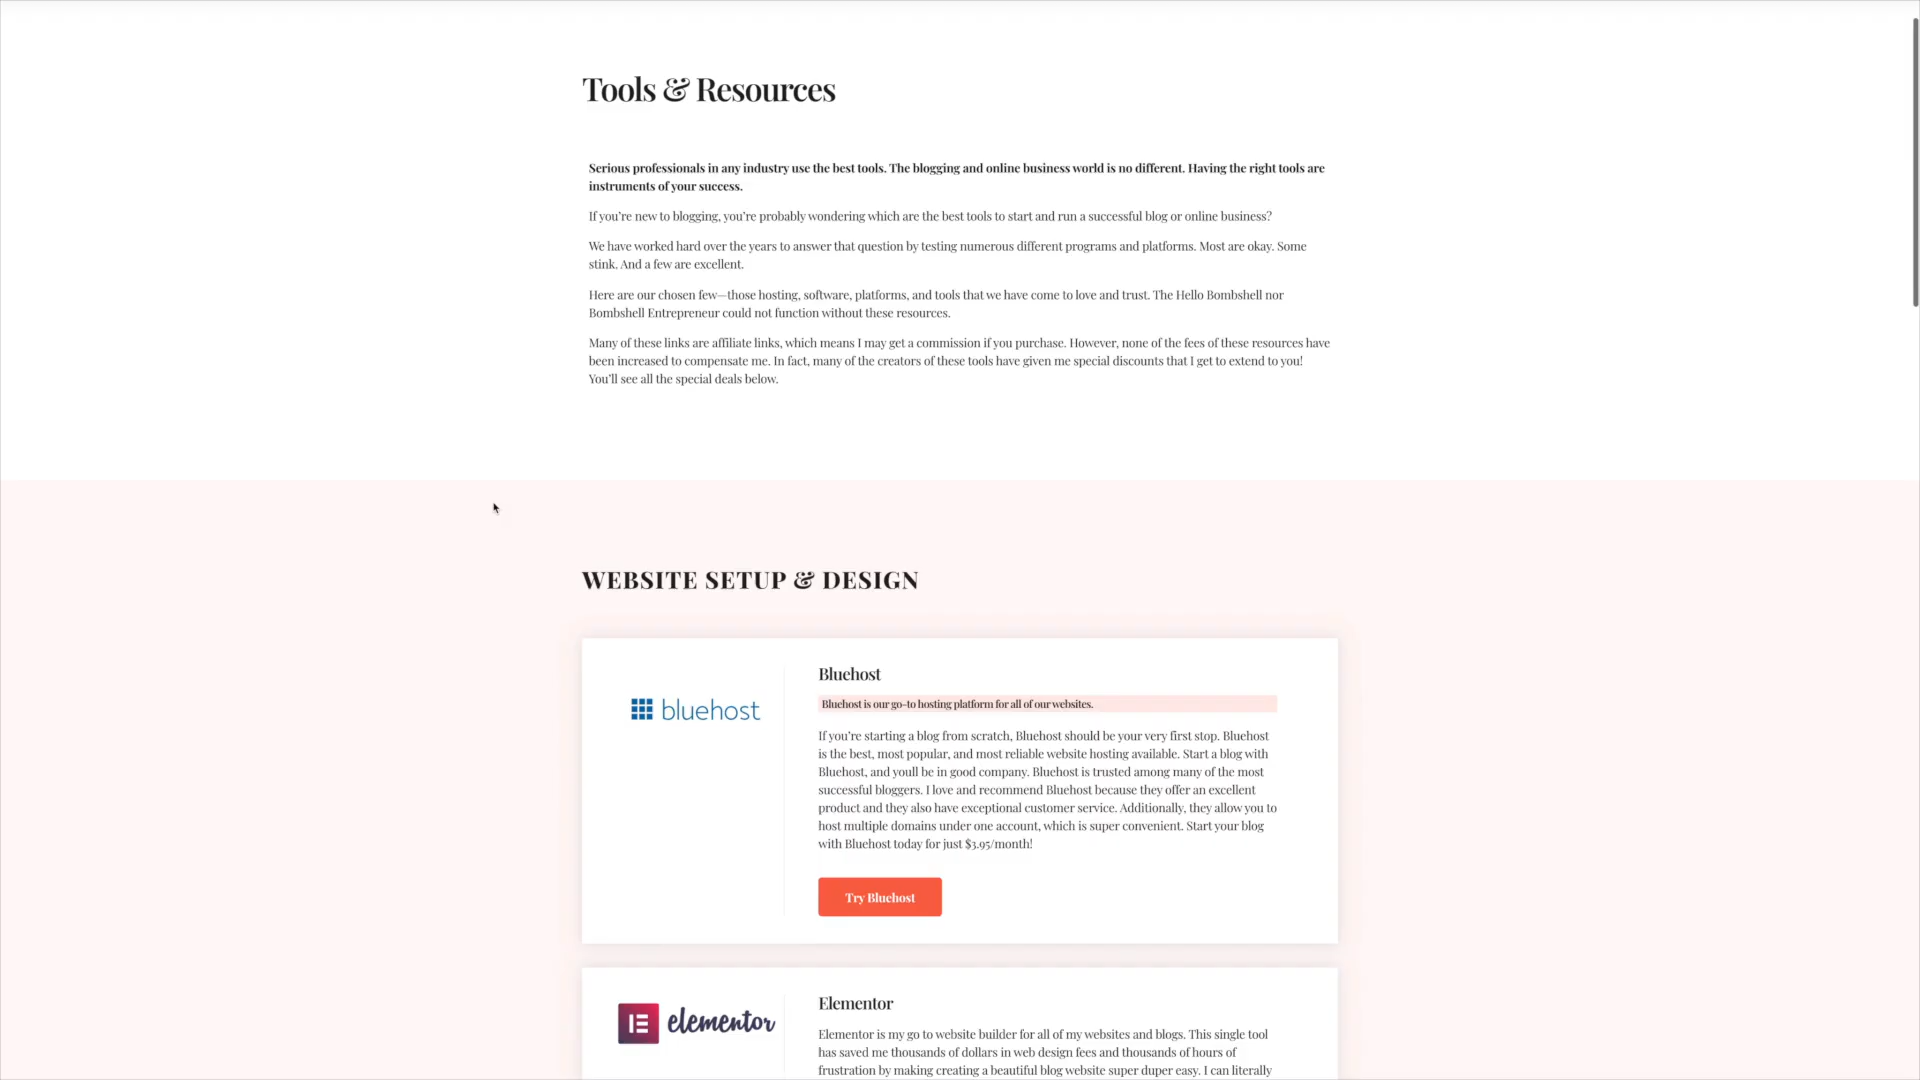 Tools & Resources
Serious professionals in any industry use the best tools. The blogging and online business world is no different. Having the right tools are
instruments of your success.
If you're new to blogging, you're probably wondering which are the best tools to start and run a successful blog or online business?
We have worked hard over the years to answer that question by testing numerous different programs and platforms. Most are okay. Some
stink. And a few are excellent.
Here are our chosen few—those hosting, software, platforms, and tools that we have come to love and trust. The Hello Bombshell nor
Bombshell Entrepreneur could not function without these resources.
Many of these links are affiliate links, which means I may get a commission if you purchase. However, none of the fees of these resources have
been increased to compensate me. In fact, many of the creators of these tools have given me special discounts that I get to extend to you!
You'll see all the special deals below.
WEBSITE SETUP & DESIGN
bluehost
Bluehost
Bluehost is our go-to hosting platform for all of our websites.
If you're starting a blog from scratch, Bluehost should be your very first stop. Bluehost
is the best, most popular, and most reliable website hosting available. Start a blog with
Bluehost, and youll be in good company. Bluehost is trusted among many of the most
successful bloggers. I love and recommend Bluehost because they offer an excellent
product and they also have exceptional customer service. Additionally, they allow you to
host multiple domains under one account, which is super convenient. Start your blog
with Bluehost today for just $3.95/month!
Try Bluehost
elementor
Elementor
Elementor is my go to website builder for all of my websites and blogs. This single tool
has saved me thousands of dollars in web design fees and thousands of hours of
frustration by making creating a beautiful blog website super duper easy. I can literally